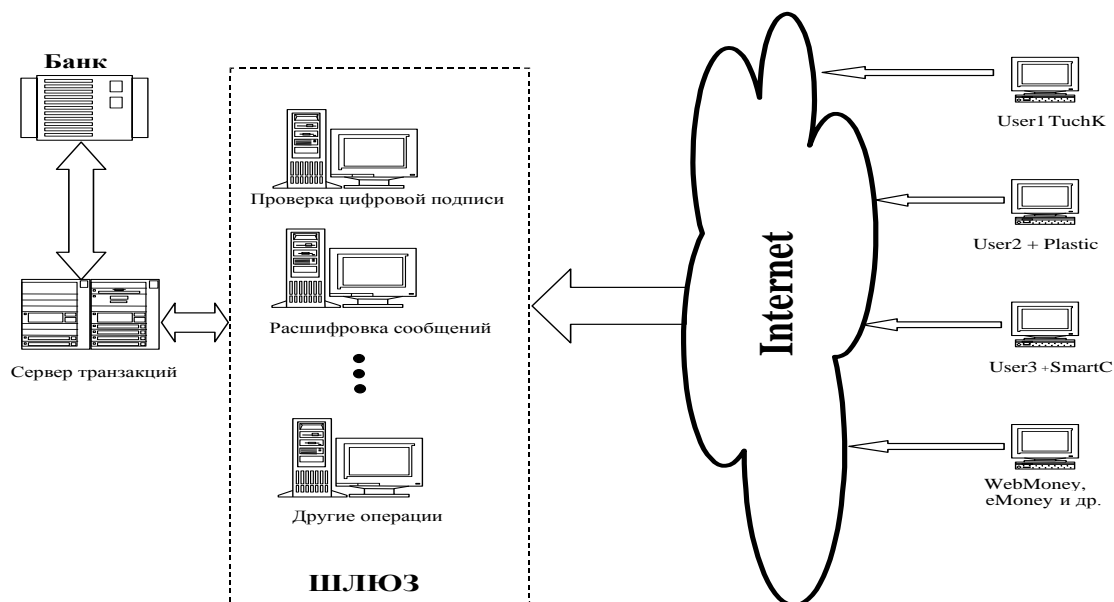 Банк
Сервер транзакций
Проверка цифровой подписи
Расшифровка сообщений
Другие операции
ШЛЮЗ
Internet
User1 TuchK
User2 + Plastic
User3 +SmartC
WebMoney,
eMoney и др.